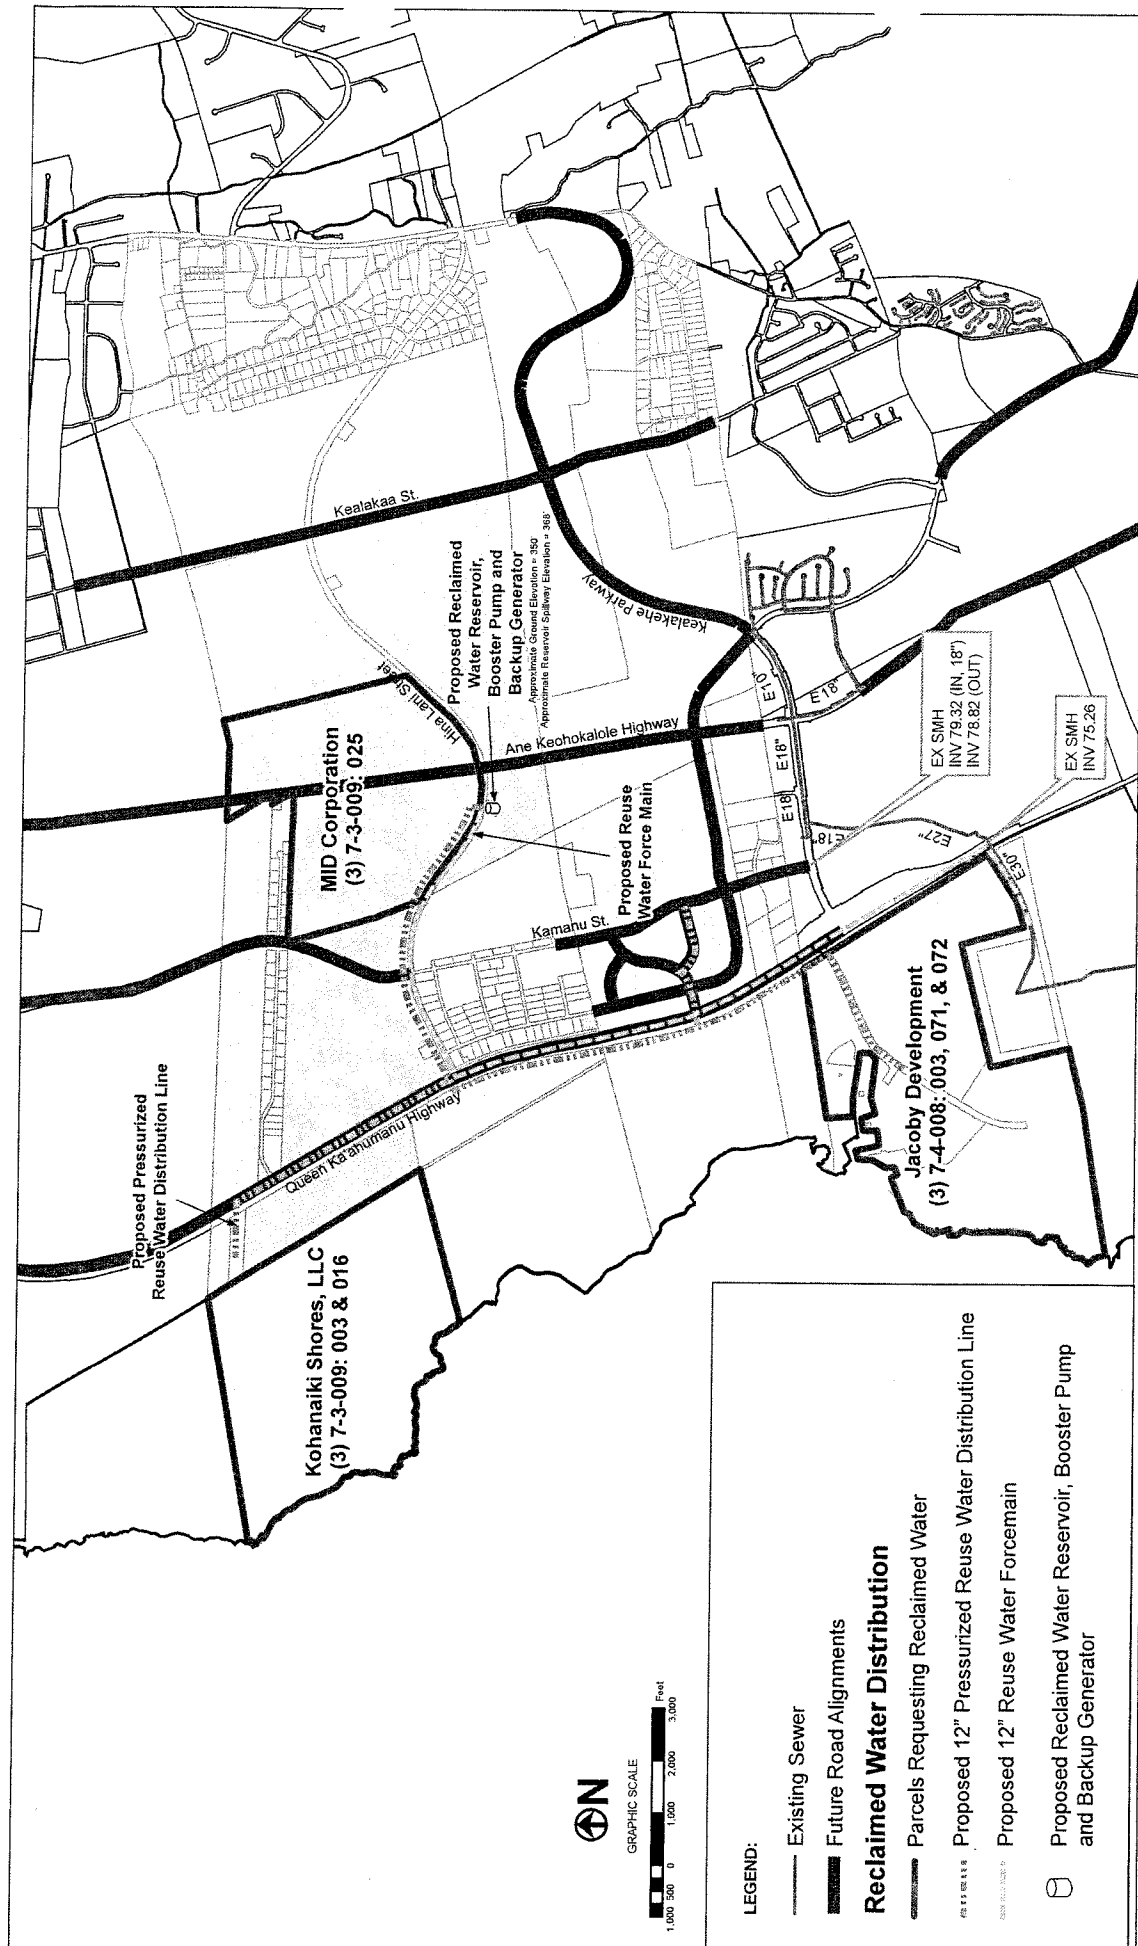 Kealakaa St.
Proposed Reclaimed
Water Reservoir,
Booster Pump and
Backup Generator
Approximate Ground Elevation = 350'
Approximate Reservoir Spillway Elevation = 368'
Hina Lani Street
Kealakehe Parkway
MID Corporation
(3) 7-3-009: 025
Ane Keohokalole Highway
Proposed Reuse
Water Force Main
Kamanu St.
E10"
E18"
E18"
E18"
E18"
E27"
E30"
EX SMH
INV 79.32 (IN, 18")
INV 78.82 (OUT)
EX SMH
INV 75.26
Proposed Pressurized
Reuse Water Distribution Line
Queen Ka'ahumanu Highway
Kohanaiki Shores, LLC
(3) 7-3-009: 003 & 016
Jacoby Development
(3) 7-4-008: 003, 071, & 072
N
GRAPHIC SCALE
1,000 500 0 1,000 2,000 3,000
Feet
LEGEND:
Existing Sewer
Future Road Alignments
Reclaimed Water Distribution
Parcels Requesting Reclaimed Water
Proposed 12" Pressurized Reuse Water Distribution Line
Proposed 12" Reuse Water Forcemain
Proposed Reclaimed Water Reservoir, Booster Pump
and Backup Generator